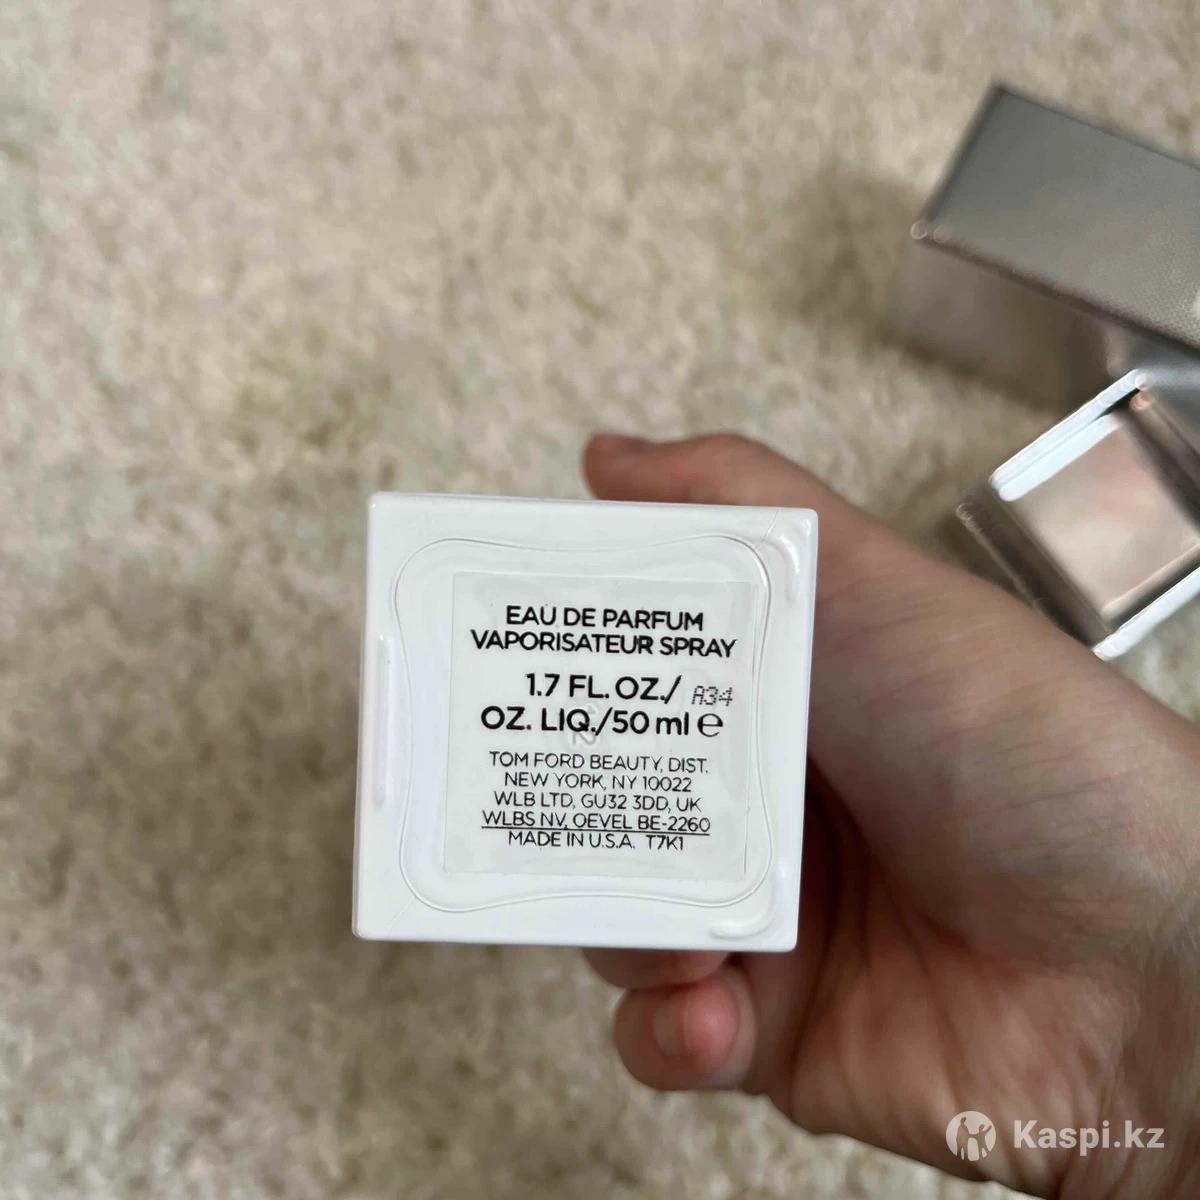 EAU DE PARFUM
VAPORISATEUR SPRAY
1.7 FL. OZ./ A34
OZ. LIQ./50 ml e
TOM FORD BEAUTY, DIST.
NEW YORK, NY 10022
WLB LTD, GU32 3DD, UK
WLBS NV, OEVEL BE-2260
MADE IN U.S.A. T7K1
Kaspi.kz